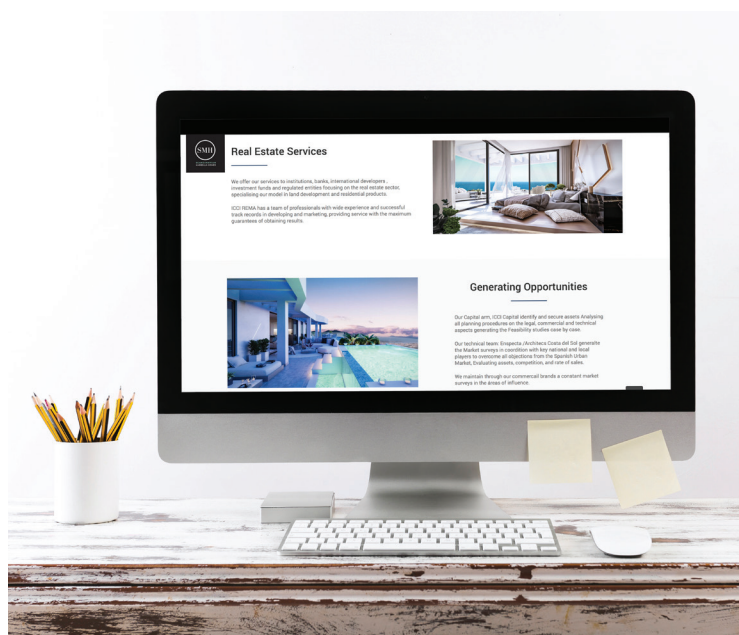 SMH
Real Estate Services
We offer our services to institutions, banks, international developers ,
investment funds and regulated entities focusing on the real estate sector,
specialising our model in land development and residential products.
ICCI REMA has a team of professionals with wide experience and successful
track records in developing and marketing, providing service with the maximum
guarantees of obtaining results.
Generating Opportunities
Our Capital arm, ICCI Capital identify and secure assets Analysing
all planning procedures on the legal, commercial and technical
aspects generating the Feasibility studies case by case.
Our technical team: Enspecta /Architecs Costa del Sol generate
the Market surveys in coordition with key national and local
players to overcome all objections from the Spanish Urban
Market, Evaluating assets, competition, and rate of sales.
We maintain through our commercail brands a constant market
surveys in the áreas of influence.